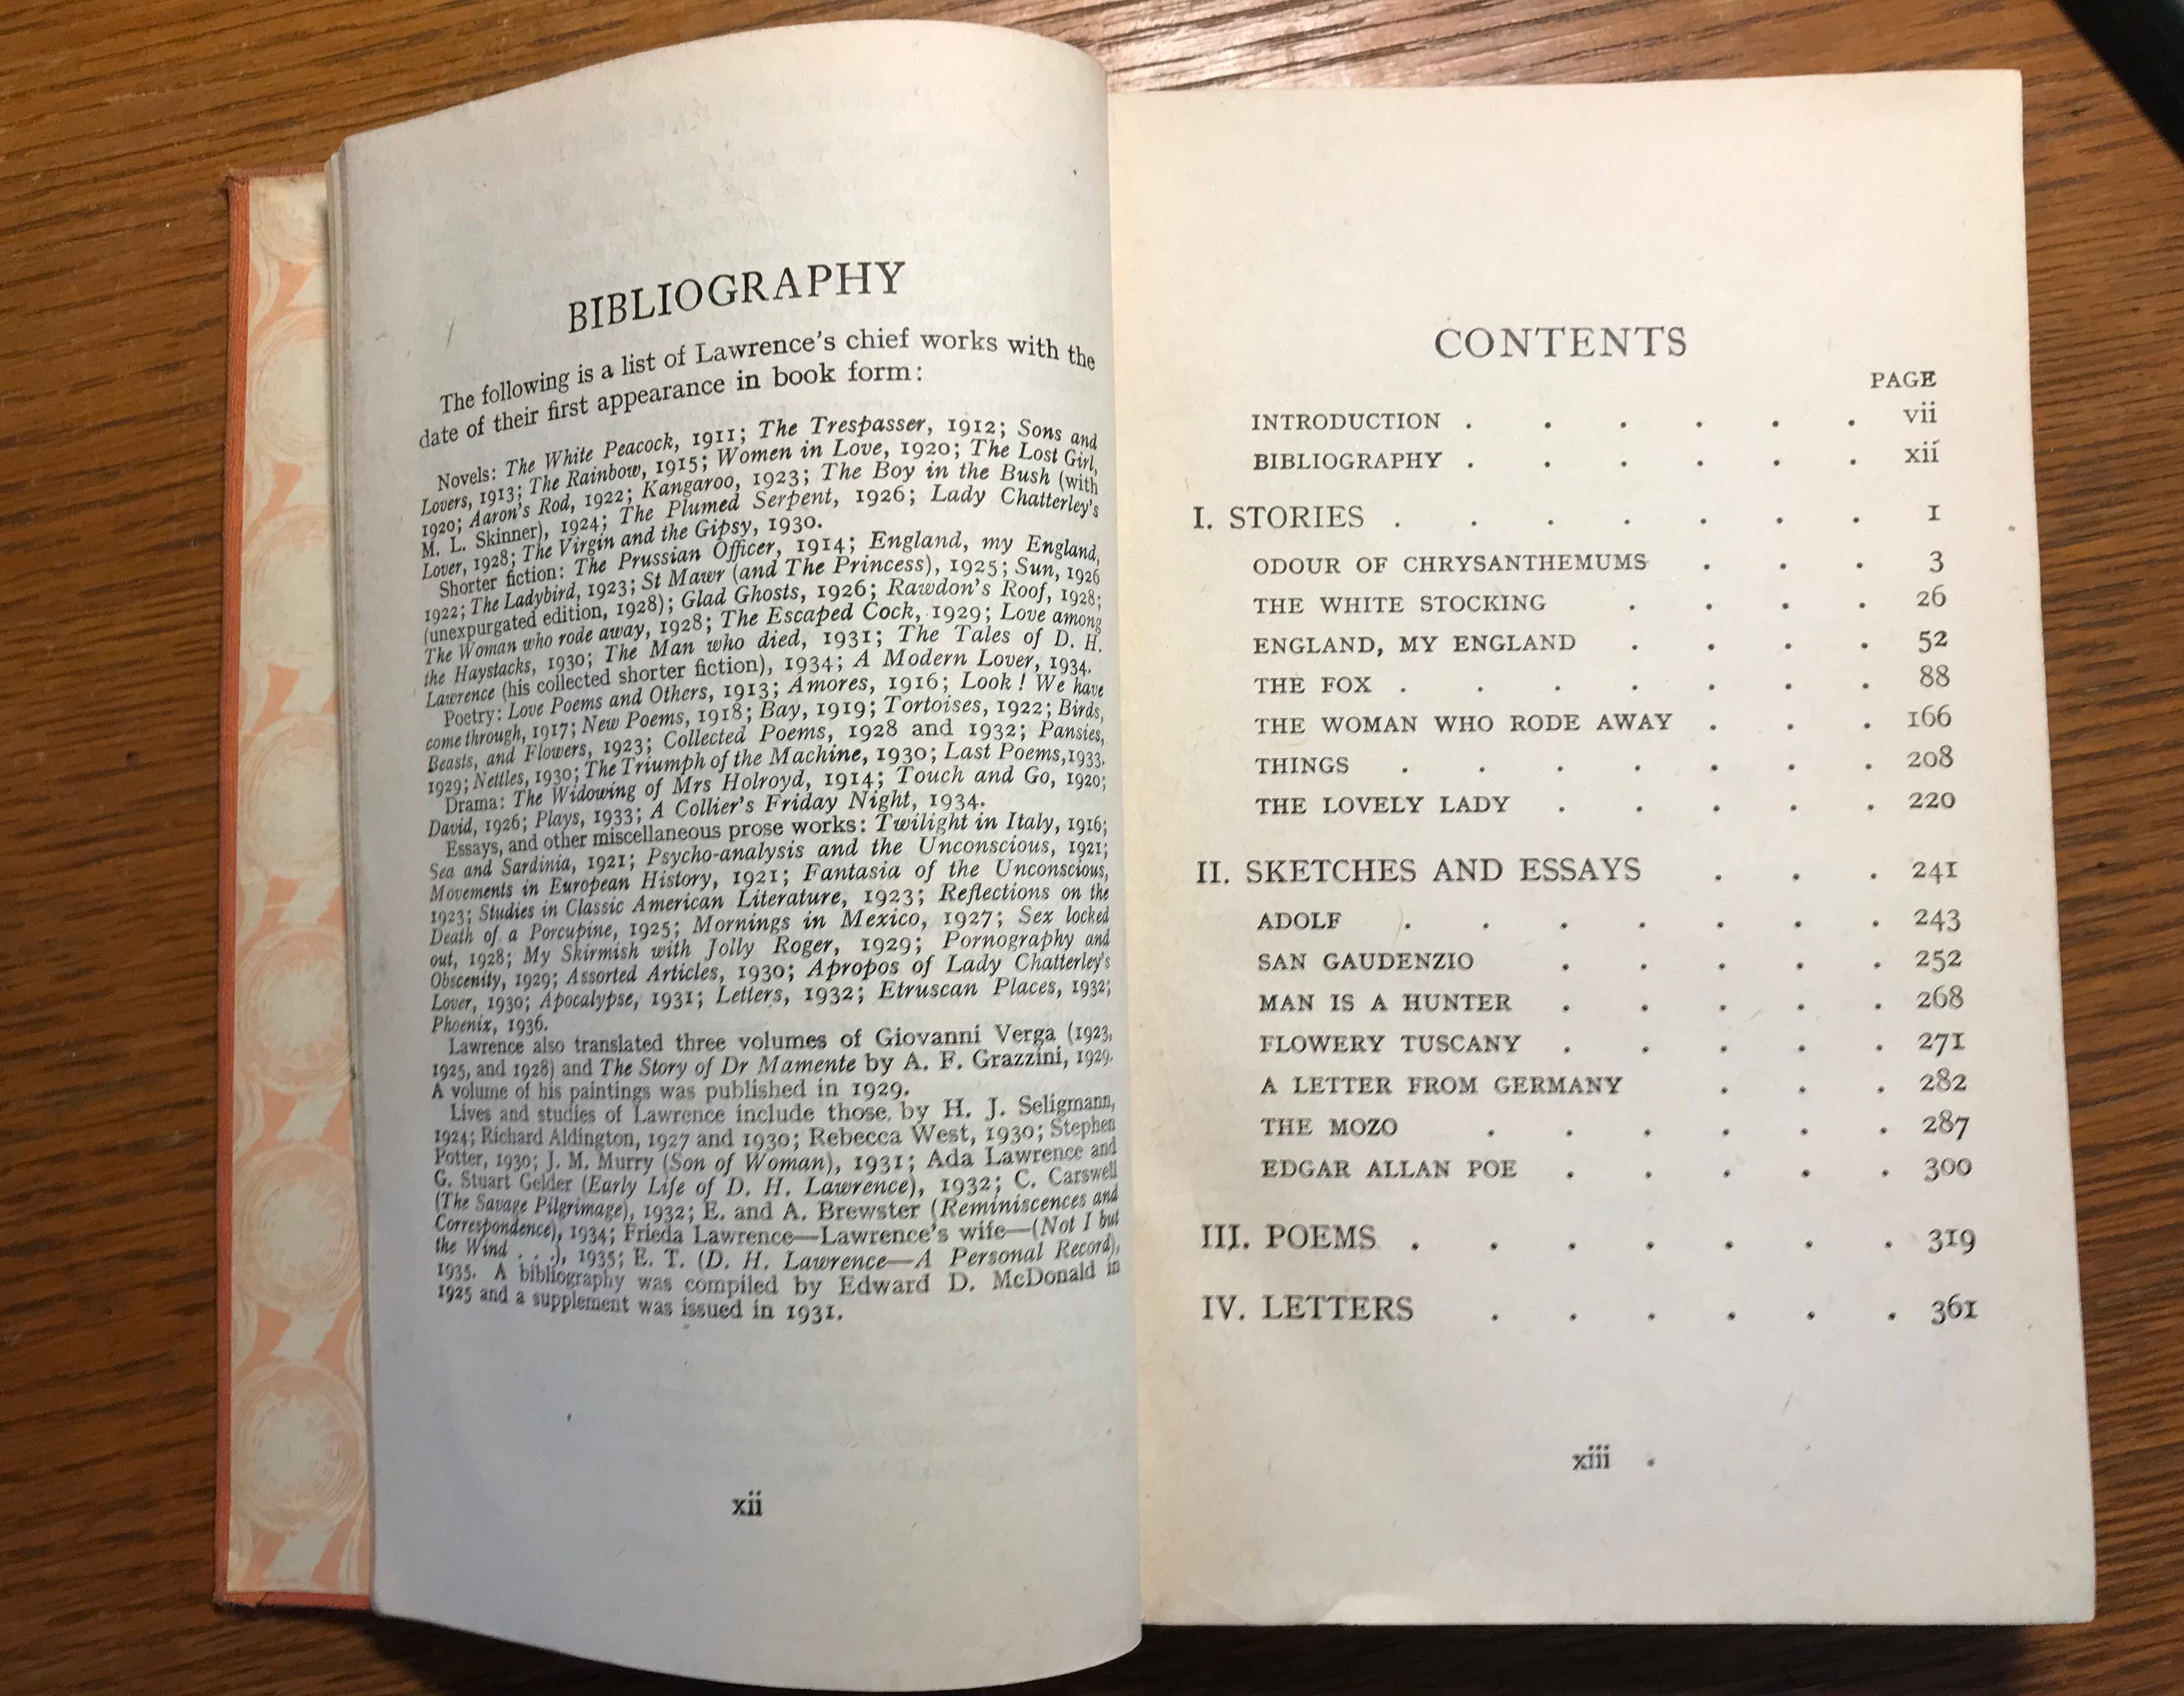 BIBLIOGRAPHY
The following is a list of Lawrence's chief works with the
date of their first appearance in book form:
Novels: The White Peacock, 1911; The Trespasser, 1912; Sons and
Lovers, 1913; The Rainbow, 1915; Women in Love, 1920; The Lost Girl,
1920; Aaron's Rod, 1922; Kangaroo, 1923; The Boy in the Bush (with
M. L. Skinner), 1924; The Plumed Serpent, 1926; Lady Chatterley's
Lover, 1928; The Virgin and the Gipsy, 1930.
Shorter fiction: The Prussian Officer, 1914; England, my England,
1922; The Ladybird, 1923; St Mawr (and The Princess), 1925; Sun, 1926
(unexpurgated edition, 1928); Glad Ghosts, 1926; Rawdon's Roof, 1928;
The Woman who rode away, 1928; The Escaped Cock, 1929; Love among
the Haystacks, 1930; The Man who died, 1931; The Tales of D. H.
Lawrence (his collected shorter fiction), 1934; A Modern Lover, 1934.
Poetry: Love Poems and Others, 1913; Amores, 1916; Look! We have
come through, 1917; New Poems, 1918; Bay, 1919; Tortoises, 1922; Birds,
Beasts, and Flowers, 1923; Collected Poems, 1928 and 1932; Pansies,
1929; Nettles, 1930; The Triumph of the Machine, 1930; Last Poems, 1933.
Drama: The Widowing of Mrs Holroyd, 1914; Touch and Go, 1920;
David, 1926; Plays, 1933; A Collier's Friday Night, 1934.
Essays, and other miscellaneous prose works: Twilight in Italy, 1916;
Sea and Sardinia, 1921; Psycho-analysis and the Unconscious, 1921;
Movements in European History, 1921; Fantasia of the Unconscious,
1923; Studies in Classic American Literature, 1923; Reflections on the
Death of a Porcupine, 1925; Mornings in Mexico, 1927; Sex locked
out, 1928; My Skirmish with Jolly Roger, 1929; Pornography and
Obscenity, 1929; Assorted Articles, 1930; Apropos of Lady Chatterley's
Lover, 1930; Apocalypse, 1931; Letters, 1932; Etruscan Places, 1932;
Phoenix, 1936.
Lawrence also translated three volumes of Giovanni Verga (1923,
1925, and 1928) and The Story of Dr Mamente by A. F. Grazzini, 1929.
A volume of his paintings was published in 1929.
Lives and studies of Lawrence include those by H. J. Seligmann,
1924; Richard Aldington, 1927 and 1930; Rebecca West, 1930; Stephen
Potter, 1930; J. M. Murry (Son of Woman), 1931; Ada Lawrence and
G. Stuart Gelder (Early Life of D. H. Lawrence), 1932; C. Carswell
(The Savage Pilgrimage), 1932; E. and A. Brewster (Reminiscences and
Correspondence), 1934; Frieda Lawrence—Lawrence's wife—(Not I but
the Wind . . .), 1935; E. T. (D. H. Lawrence—A Personal Record),
1935. A bibliography was compiled by Edward D. McDonald in
1925 and a supplement was issued in 1931.
xii
CONTENTS
PAGE
INTRODUCTION . . . . . . vii
BIBLIOGRAPHY . . . . . . xii
I. STORIES . . . . . . . 1
ODOUR OF CHRYSANTHEMUMS . . . 3
THE WHITE STOCKING . . . . 26
ENGLAND, MY ENGLAND . . . . 52
THE FOX . . . . . . . 88
THE WOMAN WHO RODE AWAY . . . 166
THINGS . . . . . . . 208
THE LOVELY LADY . . . . . 220
II. SKETCHES AND ESSAYS . . . 241
ADOLF . . . . . . . 243
SAN GAUDENZIO . . . . . 252
MAN IS A HUNTER . . . . . 268
FLOWERY TUSCANY . . . . . 271
A LETTER FROM GERMANY . . . 282
THE MOZO . . . . . . 287
EDGAR ALLAN POE . . . . . 300
III. POEMS . . . . . . . 319
IV. LETTERS . . . . . . 361
xiii